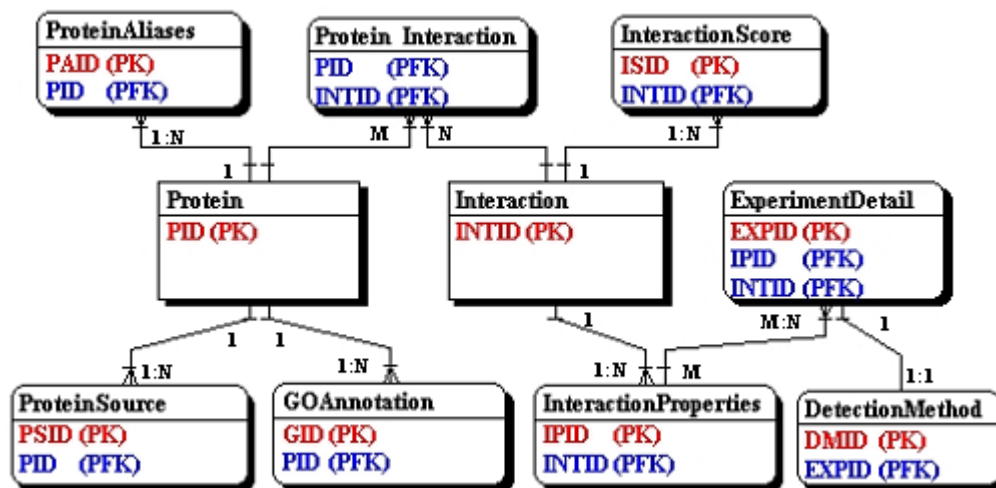 ProteinAliases
PAID (PK)
PID (PFK)
Protein Interaction
PID (PFK)
INTID (PFK)
InteractionScore
ISID (PK)
INTID (PFK)
1:N
M
N
1:N
1
1
Protein
PID (PK)
Interaction
INTID (PK)
ExperimentDetail
EXPID (PK)
IPID (PFK)
INTID (PFK)
1
1
1
M:N
1
1:N
1:N
1:N
M
1:1
ProteinSource
PSID (PK)
PID (PFK)
GOAnnotation
GID (PK)
PID (PFK)
InteractionProperties
IPID (PK)
INTID (PFK)
DetectionMethod
DMID (PK)
EXPID (PFK)